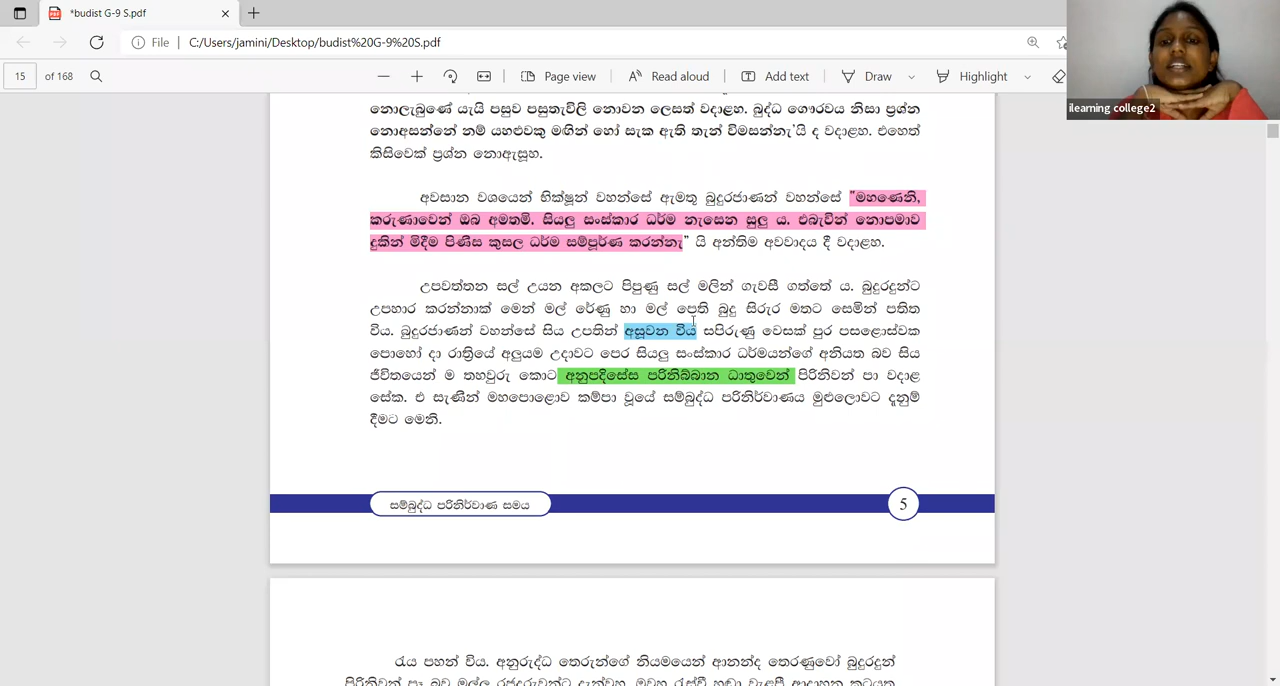 *budist G-9 S.pdf
File
C:/Users/jamini/Desktop/budist%20G-9%20S.pdf
15 of 168
Page view
Read aloud
Add text
Draw
Highlight
ilearning college2
නොලැබුණේ යැයි පසුව පසුතැවිලි නොවන ලෙසත් වදාළහ. බුද්ධ ගෞරවය නිසා ප්‍රශ්න
නොඅසන්නේ නම් යහළුවකු මඟින් හෝ සැක ඇති තැන් විමසන්නැ'යි ද වදාළහ. එහෙත්
කිසිවෙක් ප්‍රශ්න නොඇසූහ.
අවසාන වශයෙන් භික්ෂූන් වහන්සේ ඇමතූ බුදුරජාණන් වහන්සේ "මහණෙනි,
කරුණාවෙන් ඔබ අමතමි. සියලු සංස්කාර ධර්ම නැසෙන සුලු ය. එබැවින් නොපමාව
දුකින් මිදීම පිණිස කුසල ධර්ම සම්පූර්ණ කරන්නැ" යි අන්තිම අවවාදය දී වදාළහ.
උපවත්තන සල් උයන අකලට පිපුණු සල් මලින් ගැවසී ගත්තේ ය. බුදුරදුන්ට
උපහාර කරන්නාක් මෙන් මල් රේණු හා මල් පෙති බුදු සිරුර මතට සෙමින් පතිත
විය. බුදුරජාණන් වහන්සේ සිය උපතින් අසූවන විය සපිරුණු වෙසක් පුර පසළොස්වක
පොහෝ දා රාත්‍රියේ අලුයම උදාවට පෙර සියලු සංස්කාර ධර්මයන්ගේ අනියත බව සිය
ජීවිතයෙන් ම තහවුරු කොට අනුපදිසේස පරිනිබ්බාන ධාතුවෙන් පිරිනිවන් පා වදාළ
සේක. එ සැණින් මහපොළොව කම්පා වූයේ සම්බුද්ධ පරිනිර්වාණය මුළුලොවට දැනුම්
දීමට මෙනි.
සම්බුද්ධ පරිනිර්වාණ සමය
5
රැය පහන් විය. අනුරුද්ධ තෙරුන්ගේ නියමයෙන් ආනන්ද තෙරණුවෝ බුදුරදුන්
පිරිනිවන් පෑ බව මල්ල රජදරුවන්ට දැන්වූහ.